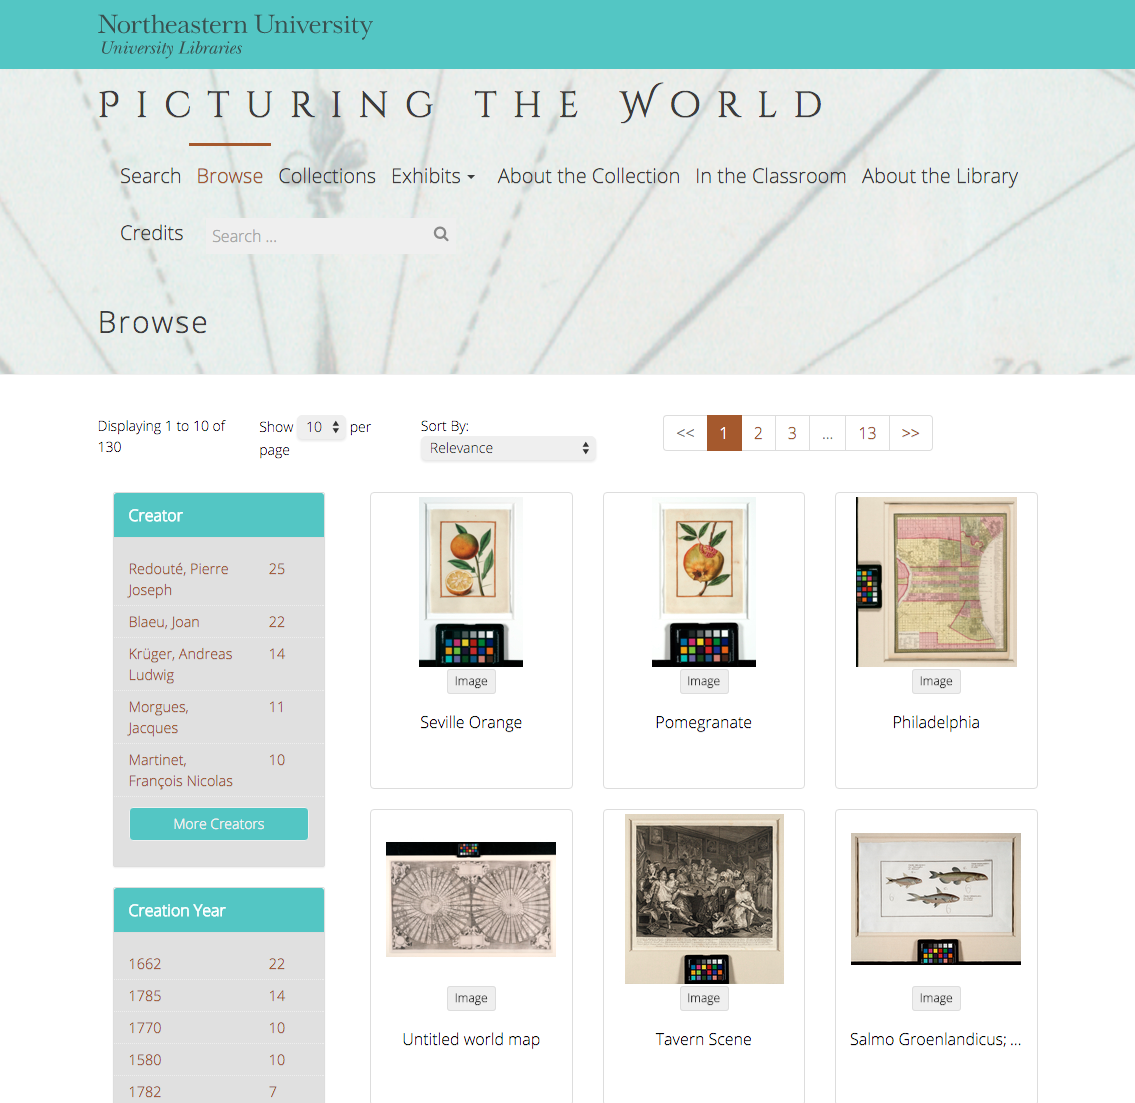 Northeastern University
University Libraries
PICTURING THE WORLD
Search Browse Collections Exhibits About the Collection In the Classroom About the Library
Credits Search ...
Browse
Displaying 1 to 10 of
130
Show 10 per
page
Sort By:
Relevance
<< 1 2 3 ... 13 >>
Creator
Redouté, Pierre 25
Joseph
Blaeu, Joan 22
Krüger, Andreas 14
Ludwig
Morgues, 11
Jacques
Martinet, 10
François Nicolas
More Creators
Creation Year
1662 22
1785 14
1770 10
1580 10
1782 7
Image Image Image
Seville Orange Pomegranate Philadelphia
Image Image Image
Untitled world map Tavern Scene Salmo Groenlandicus; ...